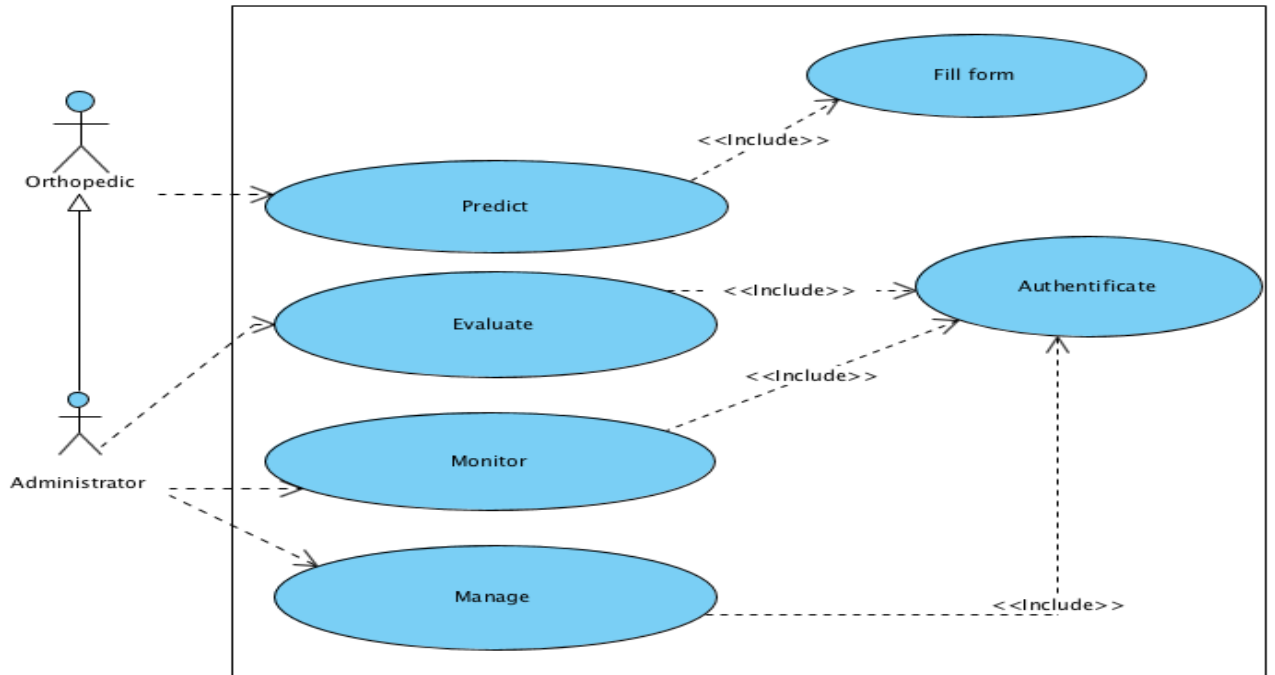 Fill form
<<Include>>
Orthopedic
Predict
Authentificate
<<Include>>
Evaluate
<<Include>>
Monitor
Administrator
Manage
<<Include>>